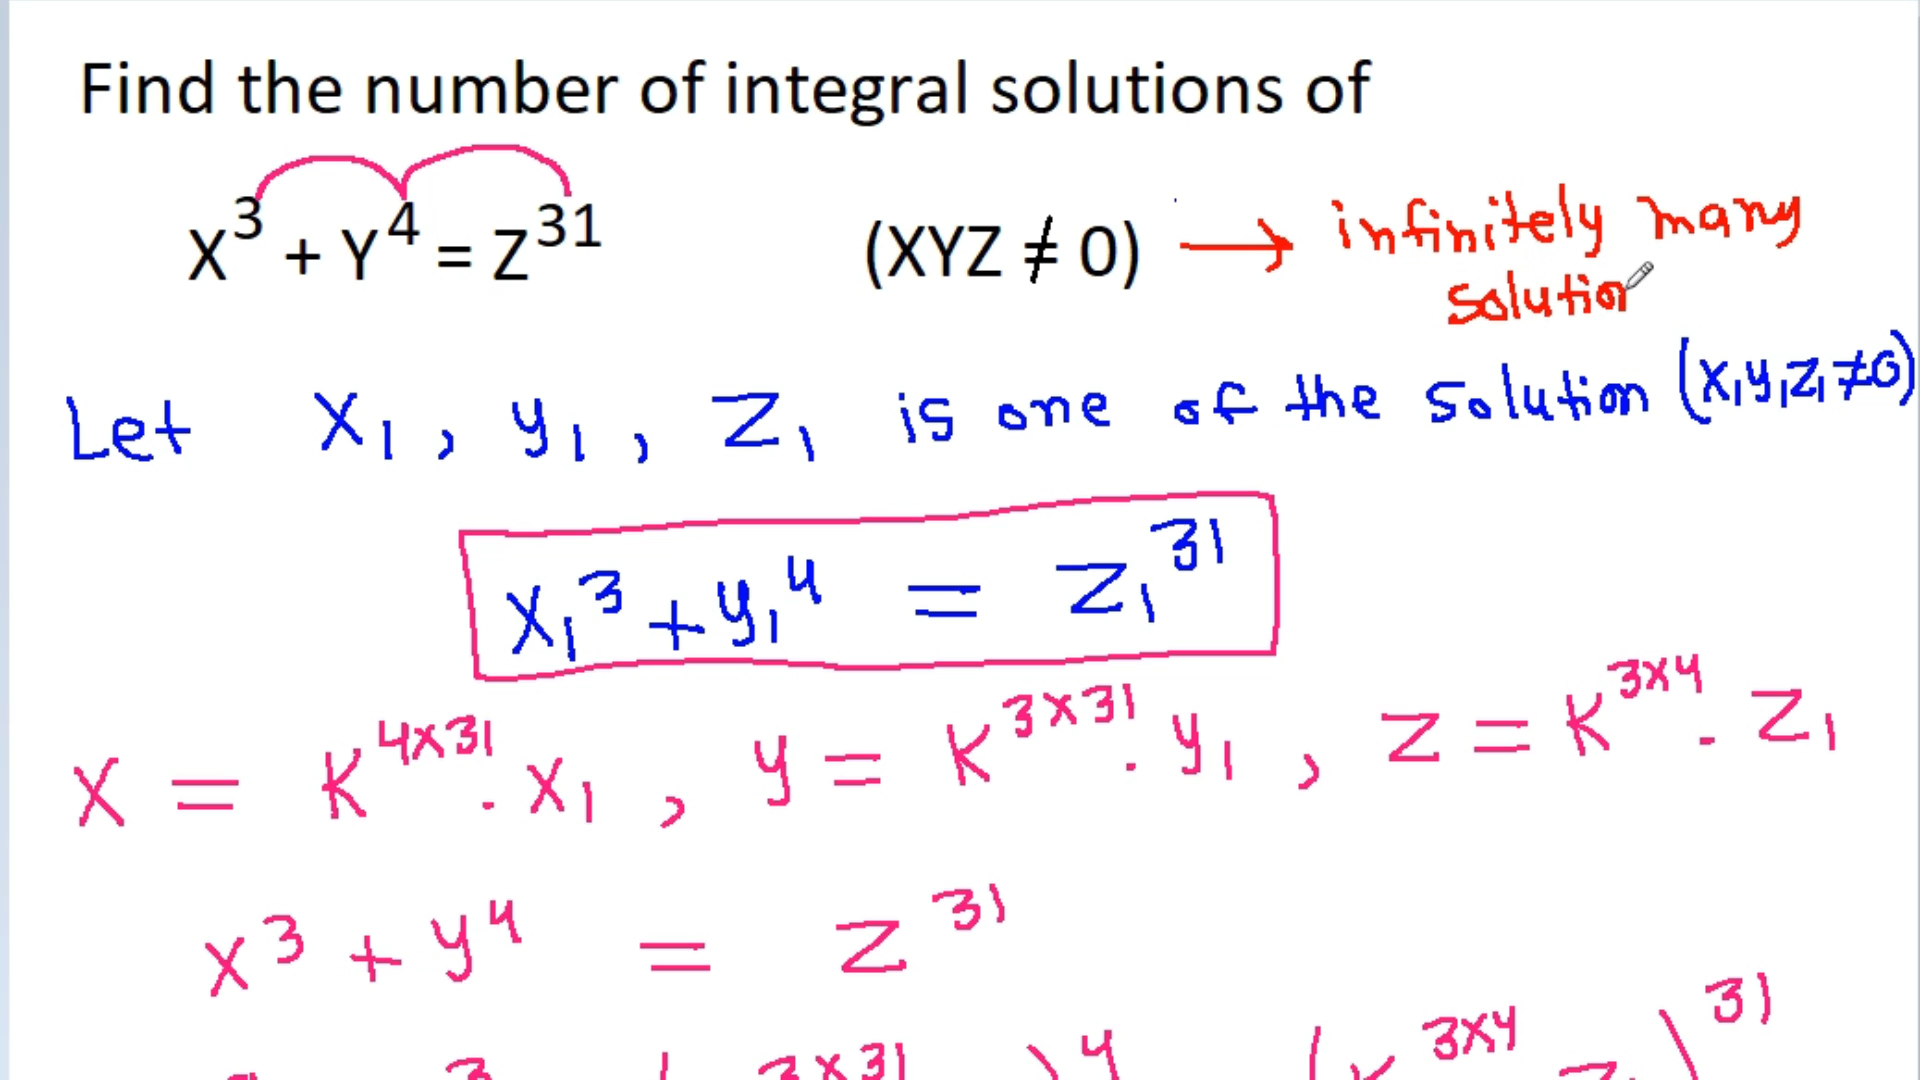 Find the number of integral solutions of
X³ + Y⁴ = Z³¹ (XYZ ≠ 0) → infinitely many
solution
Let x₁, y₁, z₁ is one of the solution (x₁y₁z₁≠0)
x₁³ + y₁⁴ = z₁³¹
x = k⁴ˣ³¹ . x₁ , y = k³ˣ³¹ . y₁ , z = k³ˣ⁴ . z₁
x³ + y⁴ = z³¹